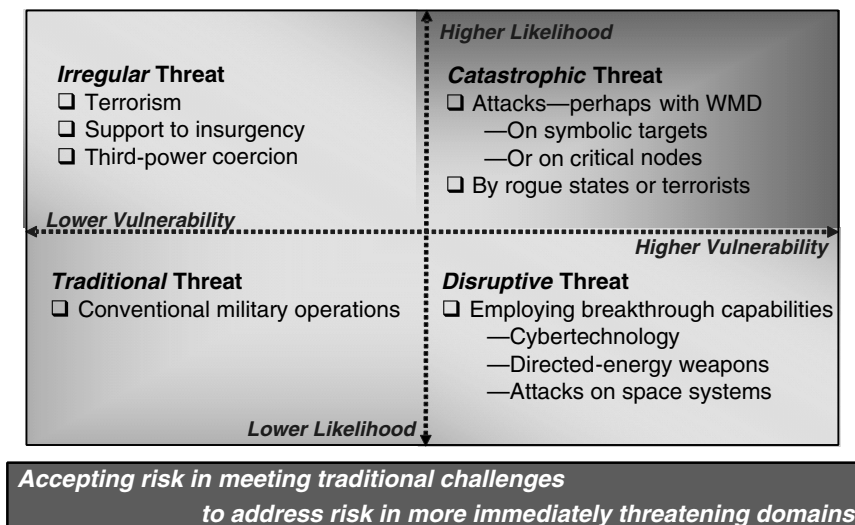 Higher Likelihood
Irregular Threat
❑ Terrorism
❑ Support to insurgency
❑ Third-power coercion
Catastrophic Threat
❑ Attacks—perhaps with WMD
—On symbolic targets
—Or on critical nodes
❑ By rogue states or terrorists
Lower Vulnerability
Higher Vulnerability
Traditional Threat
❑ Conventional military operations
Disruptive Threat
❑ Employing breakthrough capabilities
—Cybertechnology
—Directed-energy weapons
—Attacks on space systems
Lower Likelihood
Accepting risk in meeting traditional challenges
to address risk in more immediately threatening domains